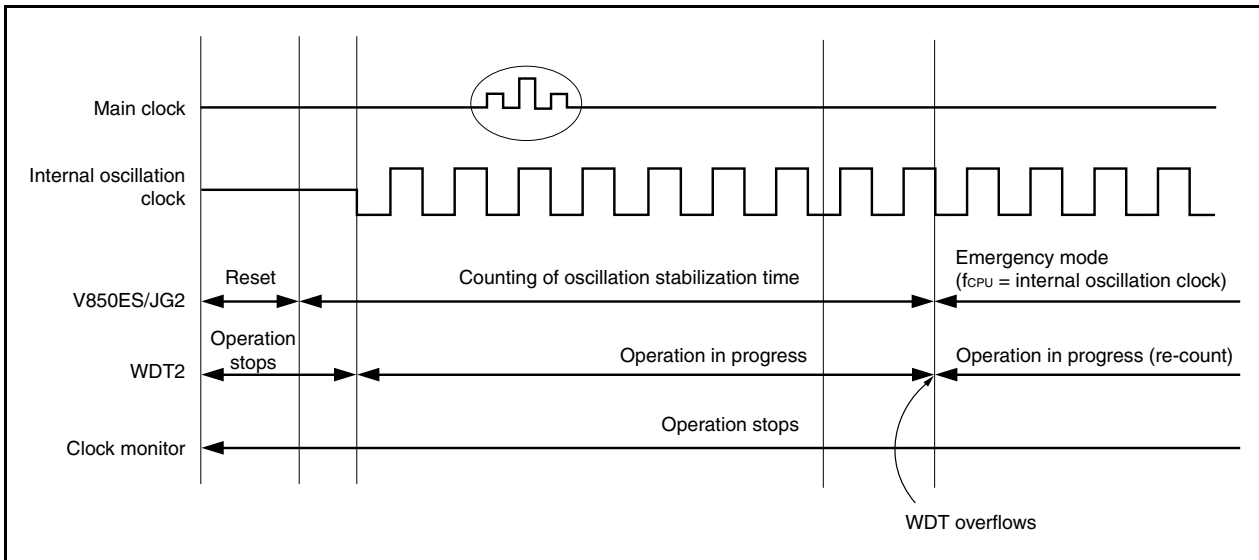 Main clock
Internal oscillation
clock
Emergency mode
Reset
Counting of oscillation stabilization time
(fCPU = internal oscillation clock)
V850ES/JG2
Operation
stops
Operation in progress
Operation in progress (re-count)
WDT2
Operation stops
Clock monitor
WDT overflows